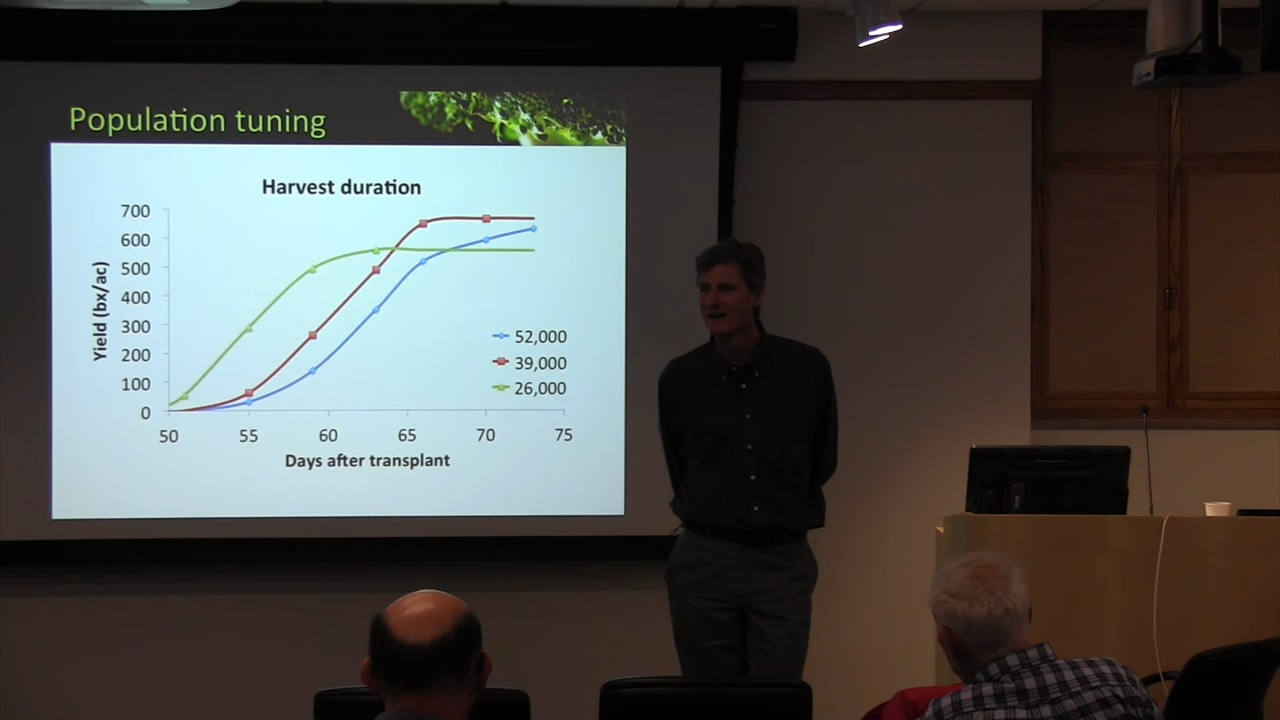 Population tuning
Harvest duration
700
600
500
400
300
200
100
0
Yield (bx/ac)
52,000
39,000
26,000
50 55 60 65 70 75
Days after transplant